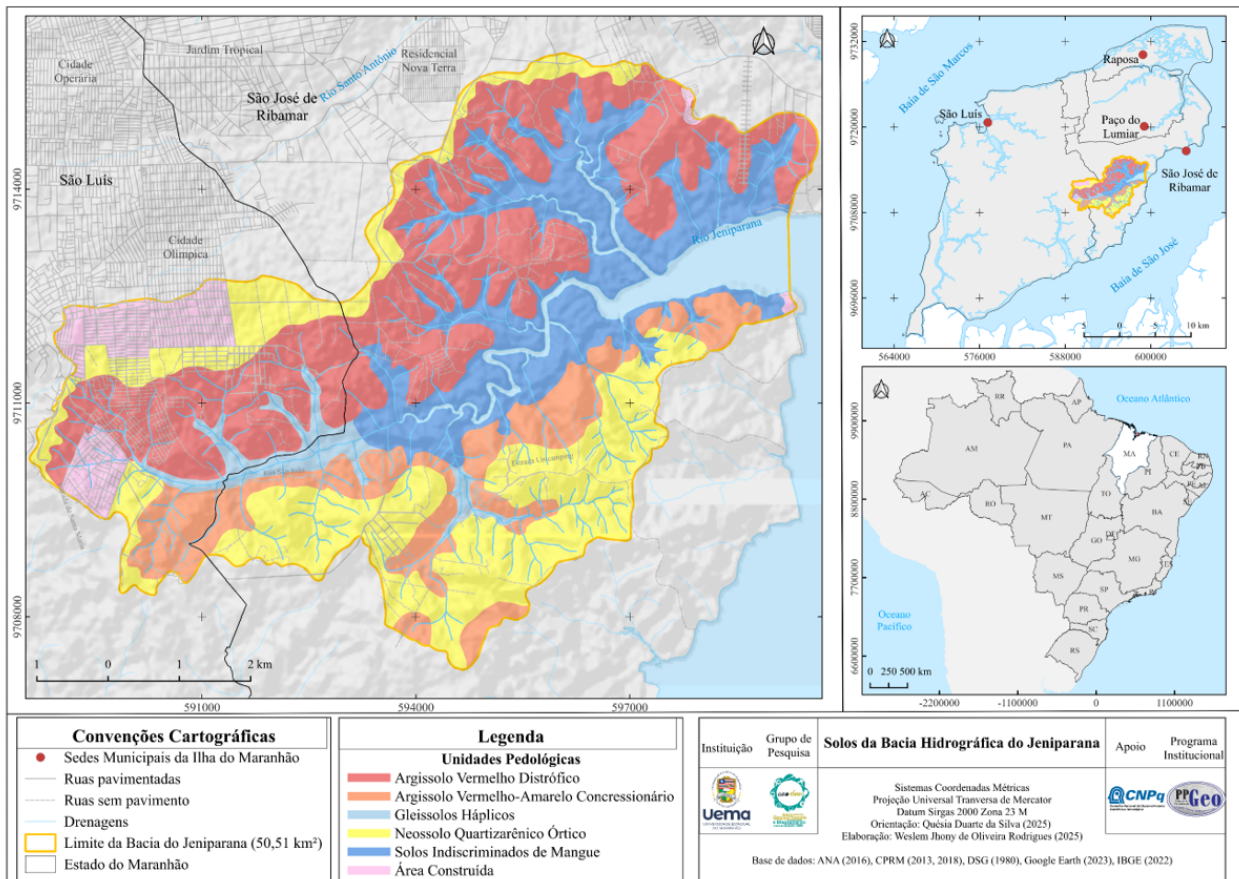 Jardim Tropical
Cidade
Operária
Residencial
Nova Terra
Rio Santo Antônio
São José de
Ribamar
São Luís
Cidade
Olímpica
Rio Jeniparana
9714000
9711000
9708000
1 0 1 2 km
591000 594000 597000
Baia de São Marcos
Raposa
São Luís
Paço do
Lumiar
São José de
Ribamar
Baia de São José
9732000
9720000
9708000
9696000
5 0 -5 10 km
564000 576000 568000 600000
Oceano Atlântico
RR
AP
AM
PA
MA
CE
RN
PB
PI
PE
AC
RO
TO
BA
MT
DF
GO
MG
ES
MS
SP
PR
SC
RS
Oceano
Pacífico
9900000
8800000
7700000
6600000
0 250 500 km
-2200000 -1100000 0 1100000
Convenções Cartográficas
Sedes Municipais da Ilha do Maranhão
Ruas pavimentadas
Ruas sem pavimento
Drenagens
Limite da Bacia do Jeniparana (50,51 km²)
Estado do Maranhão
Legenda
Unidades Pedológicas
Argissolo Vermelho Distrófico
Argissolo Vermelho-Amarelo Concressionário
Gleissolos Háplicos
Neossolo Quartizarênico Órtico
Solos Indiscriminados de Mangue
Área Construída
Instituição
Grupo de
Pesquisa
Solos da Bacia Hidrográfica do Jeniparana
Apoio
Programa
Institucional
Uema
CNPq
PPGeo
Sistemas Coordenadas Métricas
Projeção Universal Tranversa de Mercator
Datum Sirgas 2000 Zona 23 M
Orientação: Quésia Duarte da Silva (2025)
Elaboração: Weslem Jhony de Oliveira Rodrigues (2025)
Base de dados: ANA (2016), CPRM (2013, 2018), DSG (1980), Google Earth (2023), IBGE (2022)